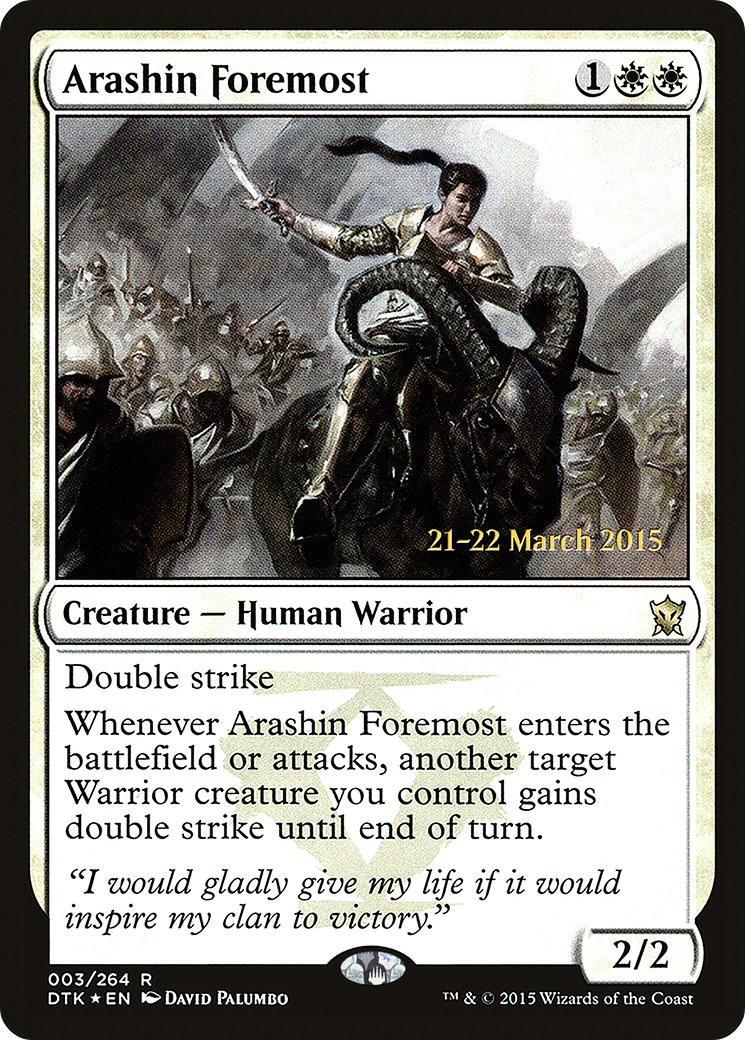 Arashin Foremost 1
21–22 March 2015
Creature — Human Warrior
Double strike
Whenever Arashin Foremost enters the
battlefield or attacks, another target
Warrior creature you control gains
double strike until end of turn.
“I would gladly give my life if it would
inspire my clan to victory.”
2/2
003/264 R
DTK ★ EN David Palumbo
™ & © 2015 Wizards of the Coast